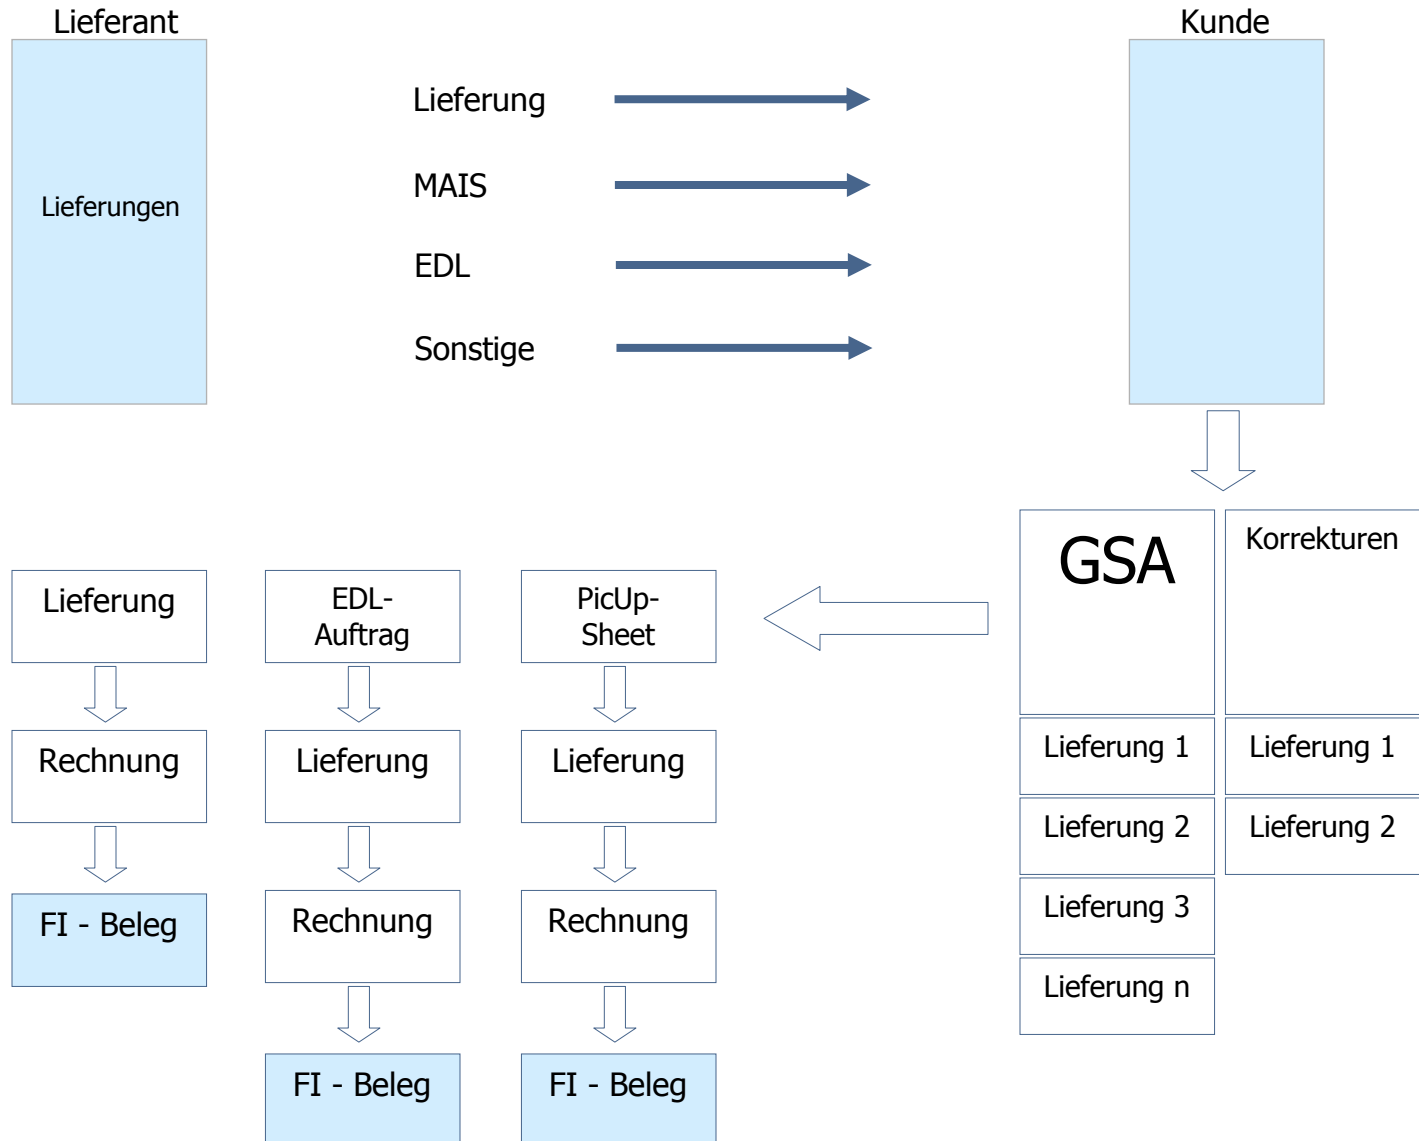 Lieferant
Kunde
Lieferungen
Lieferung
MAIS
EDL
Sonstige
GSA
Korrekturen
Lieferung 1
Lieferung 1
Lieferung 2
Lieferung 2
Lieferung 3
Lieferung n
Lieferung
Rechnung
FI - Beleg
EDL-
Auftrag
Lieferung
Rechnung
FI - Beleg
PicUp-
Sheet
Lieferung
Rechnung
FI - Beleg